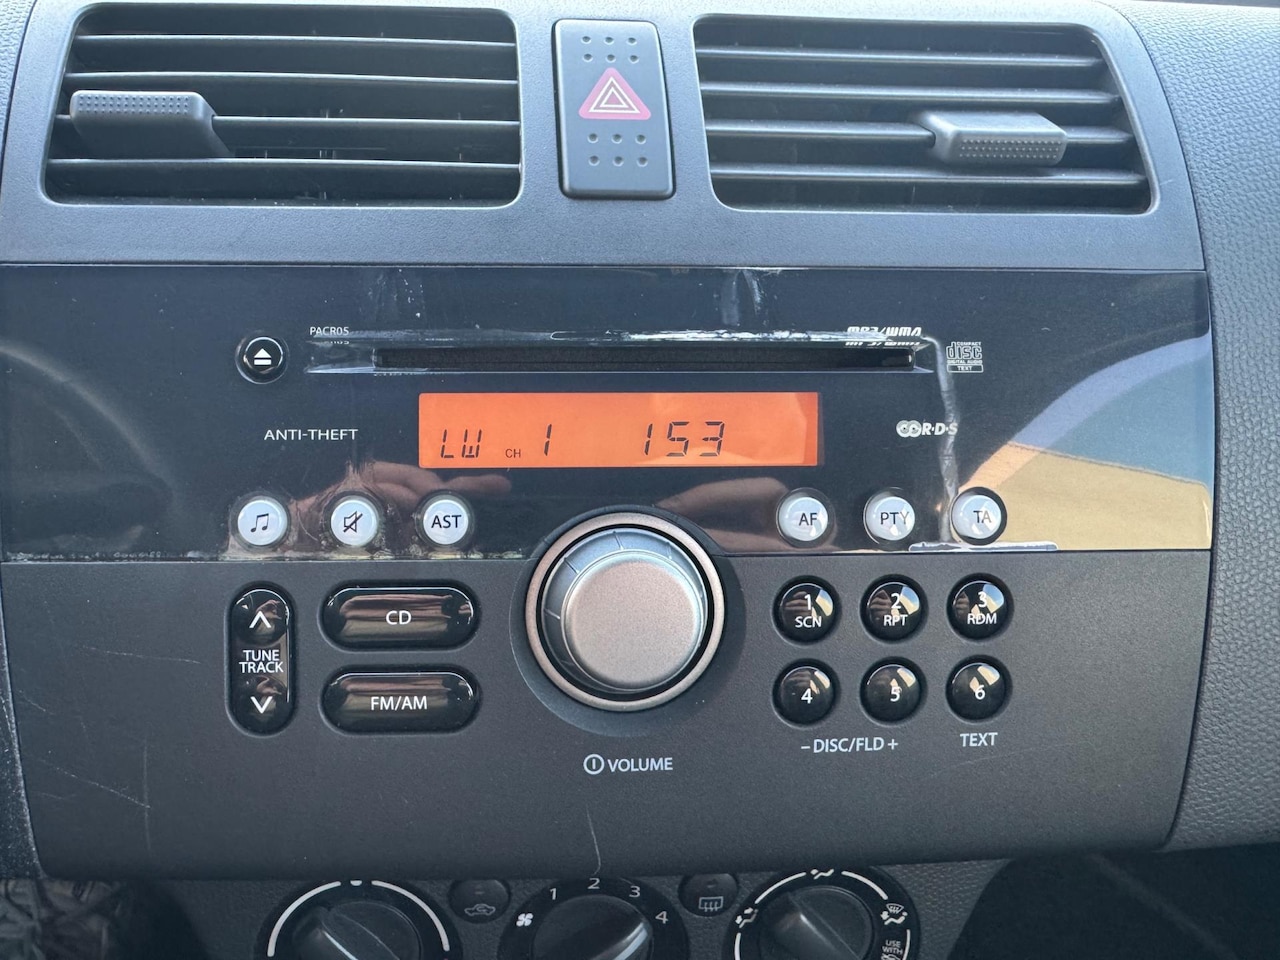 PACR05
MP3/WMA
COMPACT
disc
DIGITAL AUDIO
TEXT
ANTI-THEFT
LW CH 1 153
R·D·S
AST
AF
PTY
TA
CD
1
SCN
2
RPT
3
RDM
TUNE
TRACK
FM/AM
4
5
6
–DISC/FLD+
TEXT
VOLUME
1
2
3
4
USE
WITH